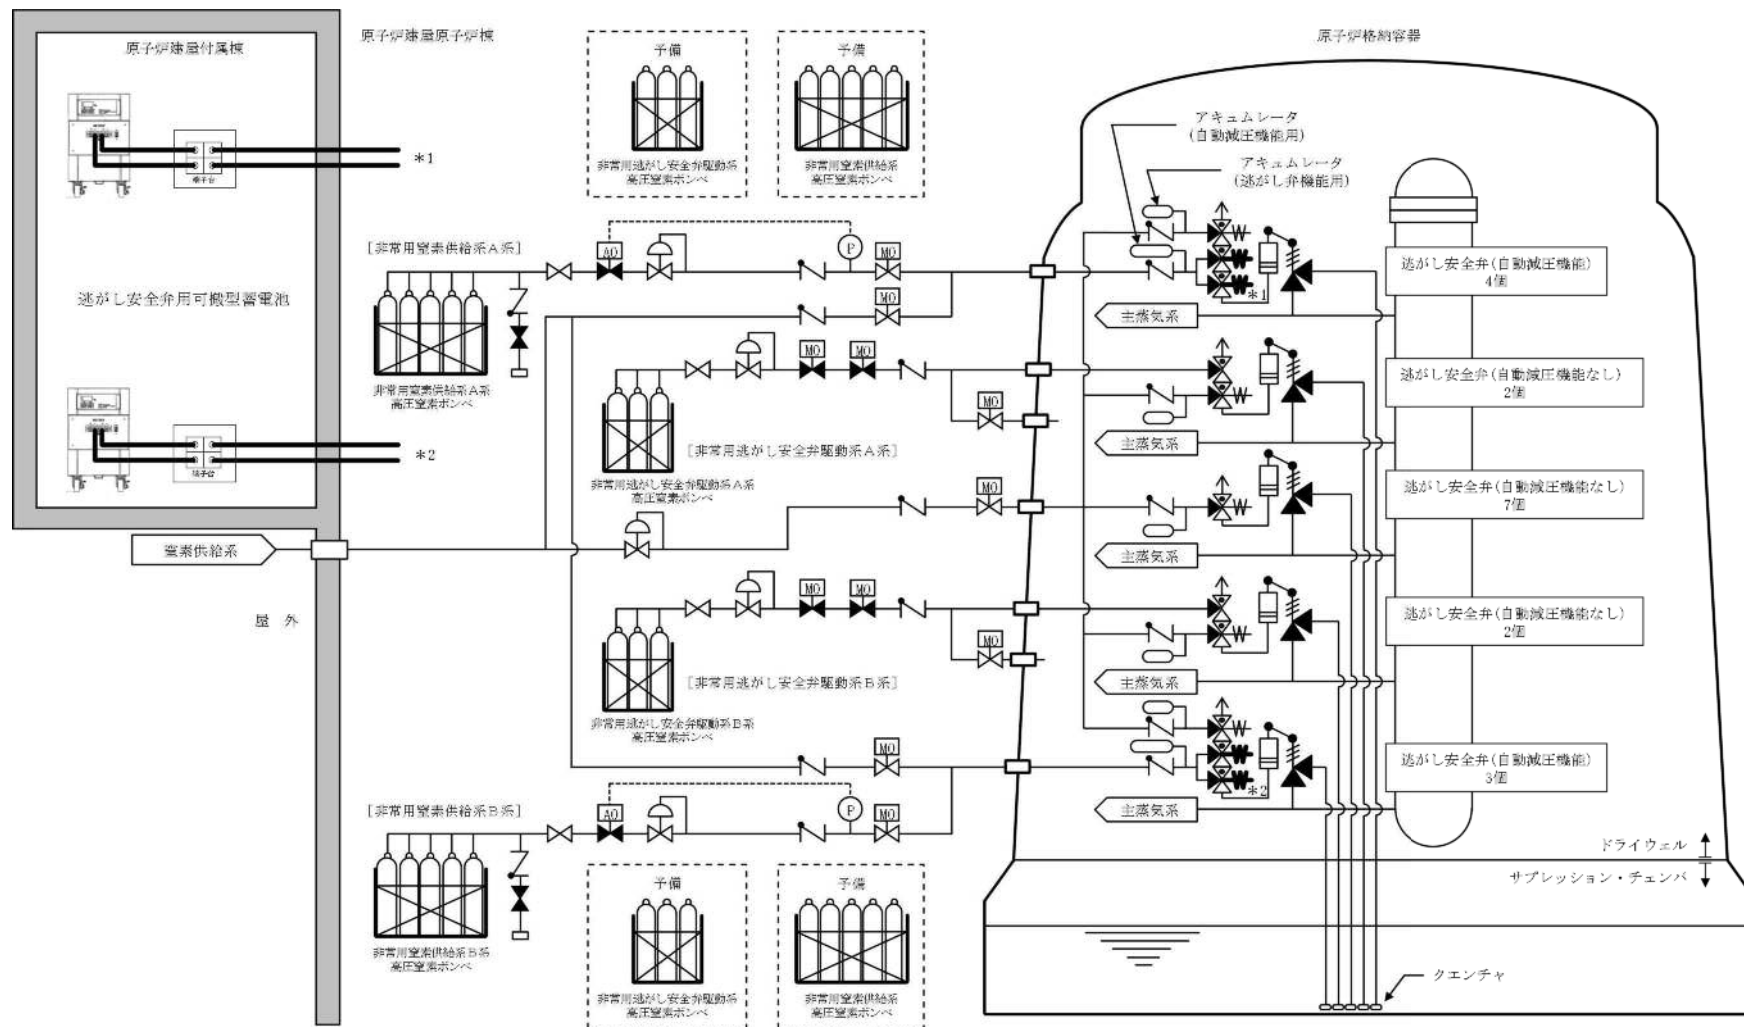 原子炉建屋付属棟
端子台
*1
逃がし安全弁用可搬型蓄電池
端子台
*2
窒素供給系
屋 外
原子炉建屋原子炉棟
予備
非常用逃がし安全弁駆動系
高圧窒素ボンベ
予備
非常用窒素供給系
高圧窒素ボンベ
[非常用窒素供給系A系]
AO
P
MO
非常用窒素供給系A系
高圧窒素ボンベ
MO
MO
MO
MO
[非常用逃がし安全弁駆動系A系]
非常用逃がし安全弁駆動系A系
高圧窒素ボンベ
MO
MO
MO
MO
[非常用逃がし安全弁駆動系B系]
非常用逃がし安全弁駆動系B系
高圧窒素ボンベ
MO
[非常用窒素供給系B系]
AO
P
MO
非常用窒素供給系B系
高圧窒素ボンベ
予備
非常用逃がし安全弁駆動系
高圧窒素ボンベ
予備
非常用窒素供給系
高圧窒素ボンベ
原子炉格納容器
アキュムレータ
(自動減圧機能用)
アキュムレータ
(逃がし弁機能用)
*1
主蒸気系
逃がし安全弁(自動減圧機能)
4個
主蒸気系
逃がし安全弁(自動減圧機能なし)
2個
主蒸気系
逃がし安全弁(自動減圧機能なし)
7個
主蒸気系
逃がし安全弁(自動減圧機能なし)
2個
*2
主蒸気系
逃がし安全弁(自動減圧機能)
3個
ドライウェル
サプレッション・チェンバ
クエンチャ